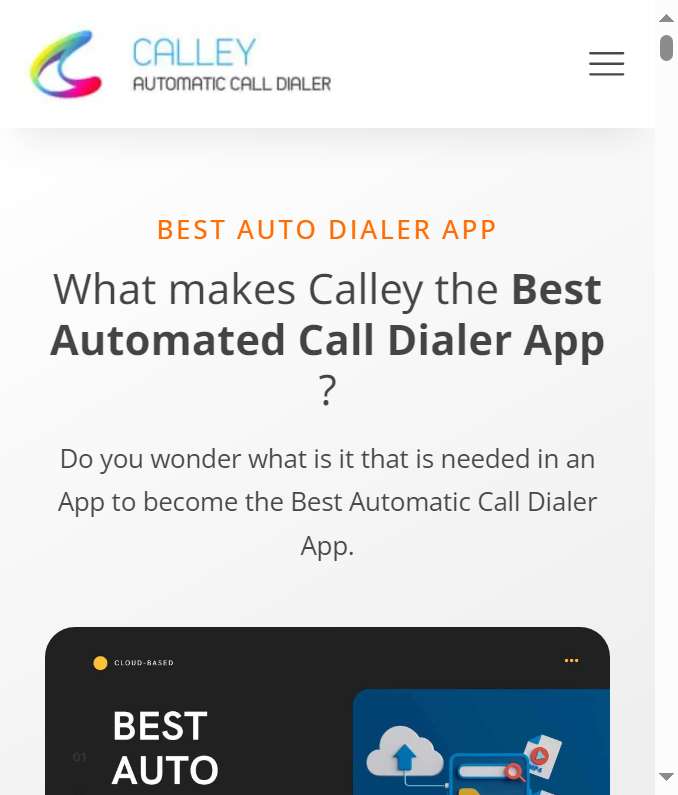 CALLEY
AUTOMATIC CALL DIALER
BEST AUTO DIALER APP
What makes Calley the Best
Automated Call Dialer App
?
Do you wonder what is it that is needed in an
App to become the Best Automatic Call Dialer
App.
CLOUD-BASED
BEST
01
AUTO
MP4